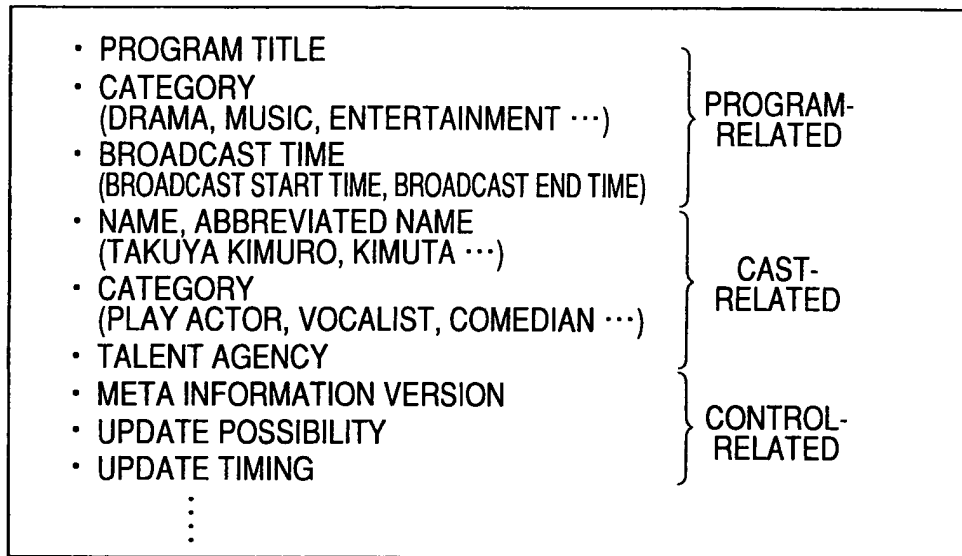 ・ PROGRAM TITLE
・ CATEGORY
(DRAMA, MUSIC, ENTERTAINMENT ···)
・ BROADCAST TIME
(BROADCAST START TIME, BROADCAST END TIME)
PROGRAM-
RELATED
・ NAME, ABBREVIATED NAME
(TAKUYA KIMURO, KIMUTA ···)
・ CATEGORY
(PLAY ACTOR, VOCALIST, COMEDIAN ···)
・ TALENT AGENCY
CAST-
RELATED
・ META INFORMATION VERSION
・ UPDATE POSSIBILITY
・ UPDATE TIMING
CONTROL-
RELATED